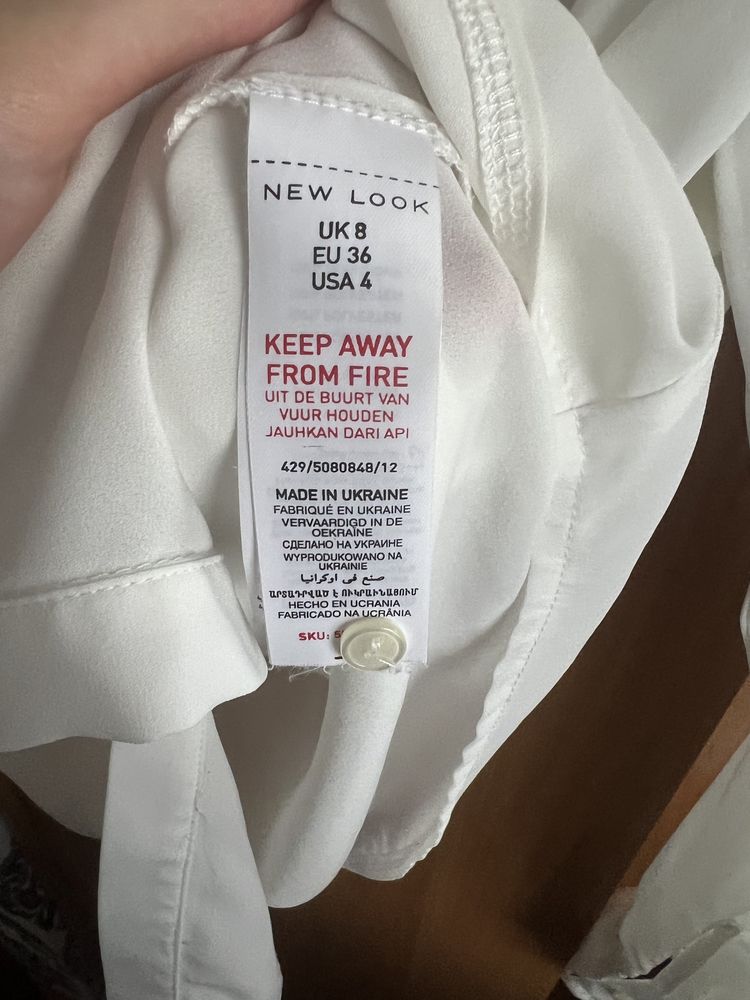 NEW LOOK
UK 8
EU 36
USA 4
KEEP AWAY
FROM FIRE
UIT DE BUURT VAN
VUUR HOUDEN
JAUHKAN DARI API
429/5080848/12
MADE IN UKRAINE
FABRIQUÉ EN UKRAINE
VERVAARDIGD IN DE
OEKRAÏNE
СДЕЛАНО НА УКРАИНЕ
WYPRODUKOWANO NA
UKRAINIE
صنع في اوكرانيا
ԱՐՏԱԴՐՎԱԾ Է ՈՒԿՐԱԻՆԱՅՈՒՄ
HECHO EN UCRANIA
FABRICADO NA UCRÂNIA
SKU: